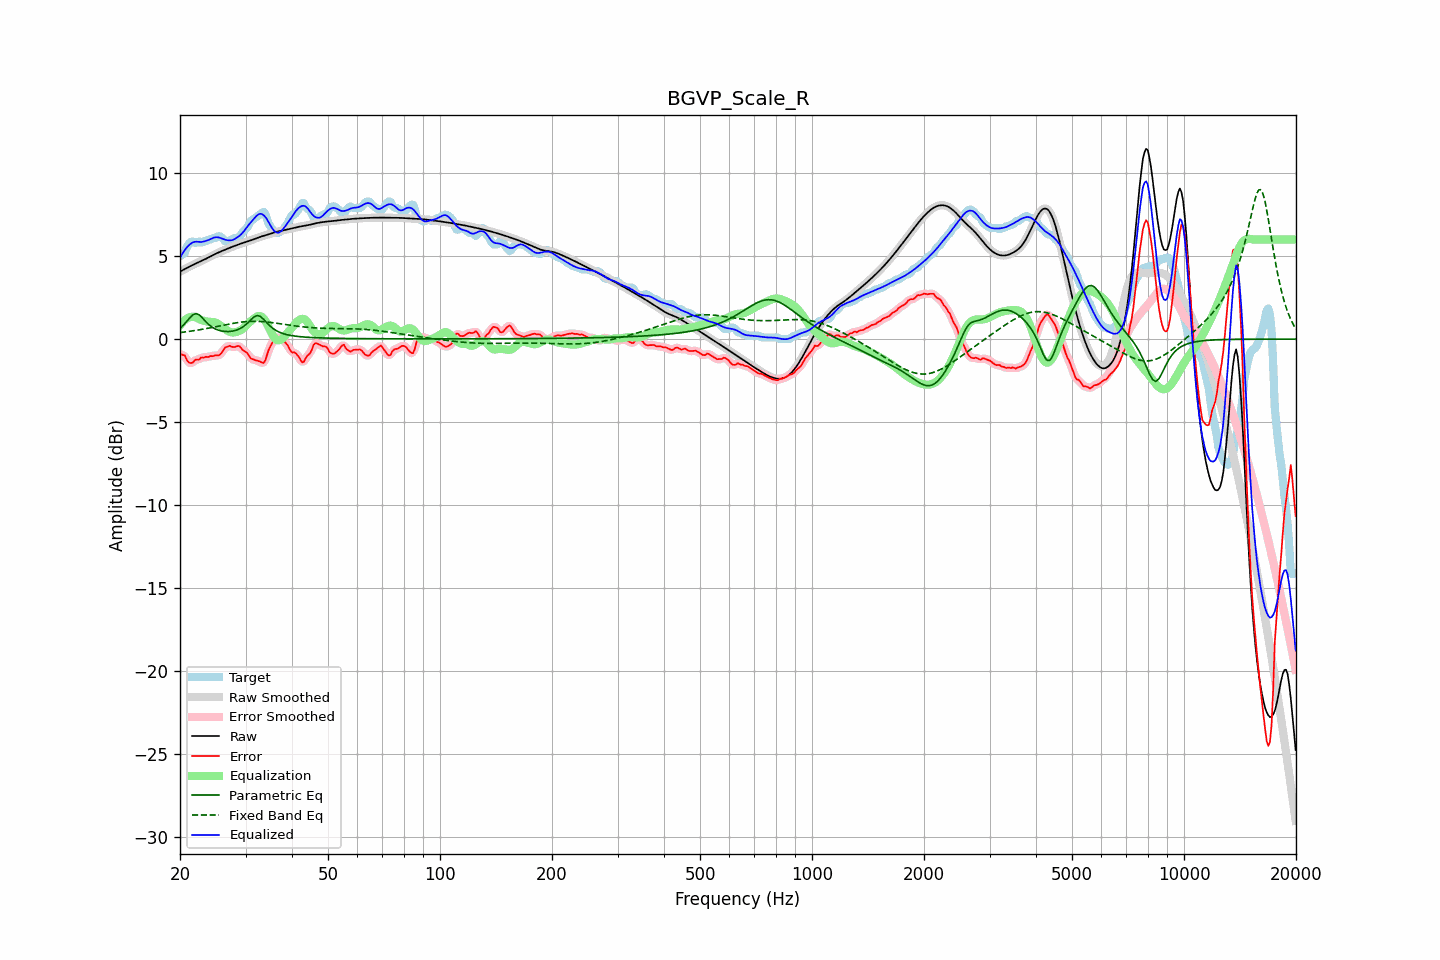 BGVP_Scale_R
Amplitude (dBr)
10
5
0
−5
−10
−15
−20
−25
−30
Target
Raw Smoothed
Error Smoothed
Raw
Error
Equalization
Parametric Eq
Fixed Band Eq
Equalized
20 50 100 200 500 1000 2000 5000 10000 20000
Frequency (Hz)